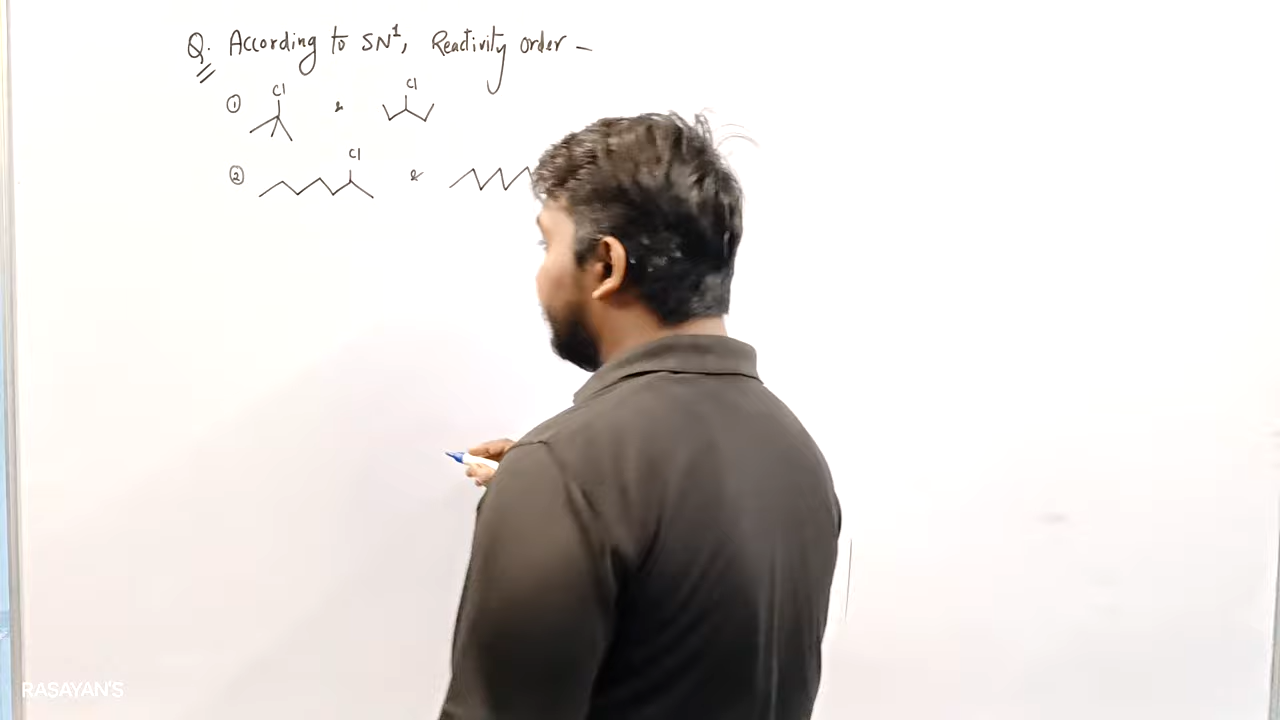 Q. According to SN¹, Reactivity order –
① Cl & Cl
② Cl &
RASAYAN'S